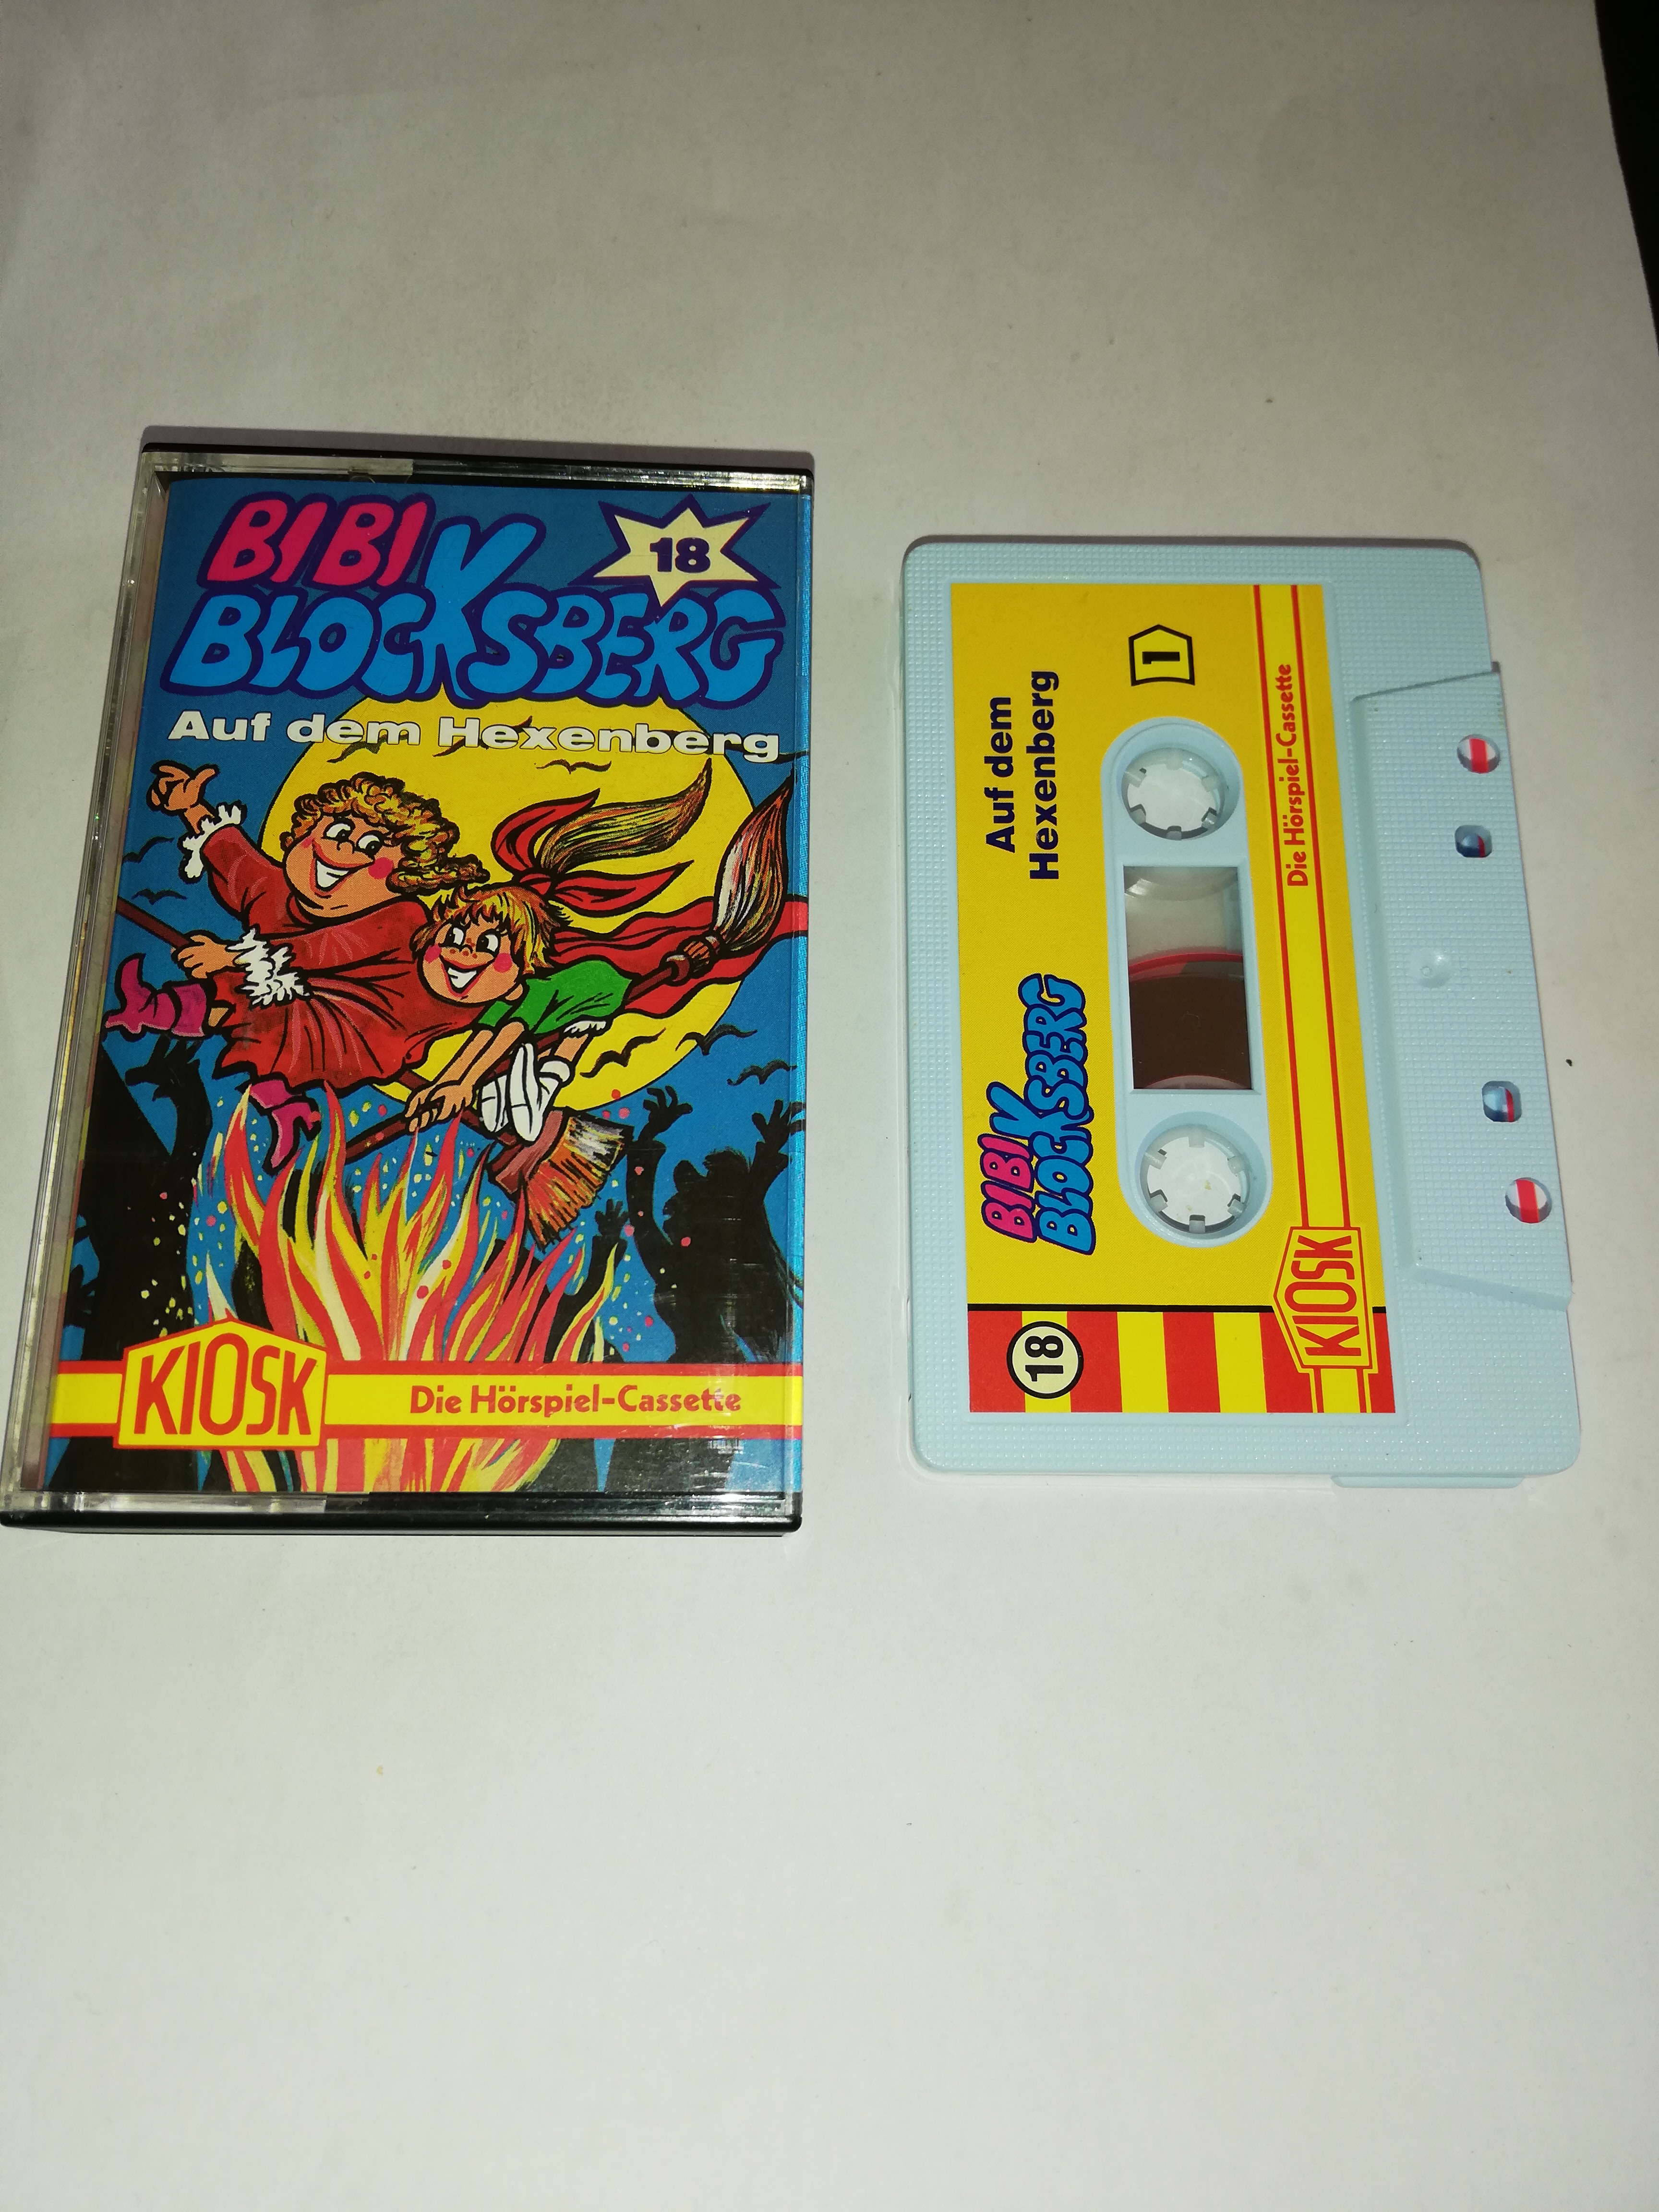 BIBI
BLOCKSBERG
18
Auf dem Hexenberg
KIOSK
Die Hörspiel-Cassette
18
BIBI
BLOCKSBERG
Auf dem
Hexenberg
1
KIOSK
Die Hörspiel-Cassette